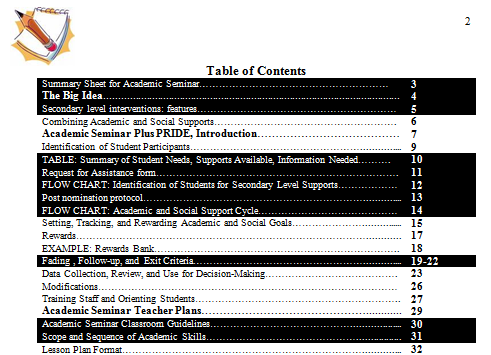 2
Table of Contents
Summary Sheet for Academic Seminar……………………………………………… 3
The Big Idea…………………………………………………………………………... 4
Secondary level interventions: features……………………………………………… 5
Combining Academic and Social Supports…………………………………………… 6
Academic Seminar Plus PRIDE, Introduction……………………………… 7
Identification of Student Participants…………………………………………………... 9
TABLE: Summary of Student Needs, Supports Available, Information Needed………. 10
Request for Assistance form…………………………………………………………… 11
FLOW CHART: Identification of Students for Secondary Level Supports…………… 12
Post nomination protocol………………………………………………………………... 13
FLOW CHART: Academic and Social Support Cycle………………………………… 14
Setting, Tracking, and Rewarding Academic and Social Goals………………………... 15
Rewards………………………………………………………………………………... 17
EXAMPLE: Rewards Bank…………………………………………………………… 18
Fading , Follow-up, and Exit Criteria…………………………………………………... 19-22
Data Collection, Review, and Use for Decision-Making……………………………… 23
Modifications…………………………………………………………………………... 26
Training Staff and Orienting Students………………………………………………… 27
Academic Seminar Teacher Plans……………………………………………… 29
Academic Seminar Classroom Guidelines……………………………………………... 30
Scope and Sequence of Academic Skills……………………………………………... 31
Lesson Plan Format……………………………………………………………………... 32